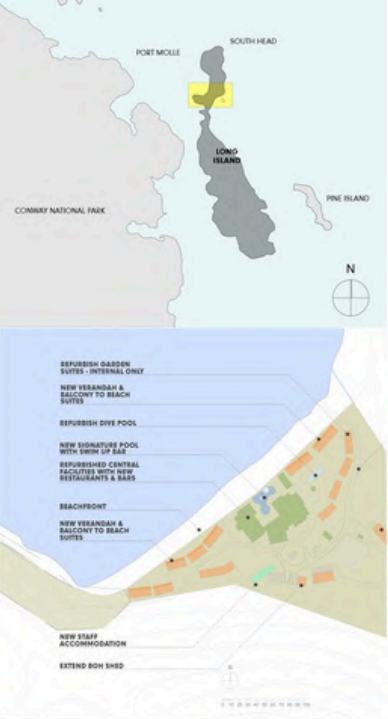 SOUTH HEAD
PORT MOLLE
LONG
ISLAND
PINE ISLAND
CONWAY NATIONAL PARK
N
REFURBISH GARDEN
SUITES - INTERNAL ONLY
NEW VERANDAH &
BALCONY TO BEACH
SUITES
REFURBISH DIVE POOL
NEW SIGNATURE POOL
WITH SWIM UP BAR
REFURBISHED CENTRAL
FACILITIES WITH NEW
RESTAURANTS & BARS
BEACHFRONT
NEW VERANDAH &
BALCONY TO BEACH
SUITES
NEW STAFF
ACCOMMODATION
EXTEND BOH SHED